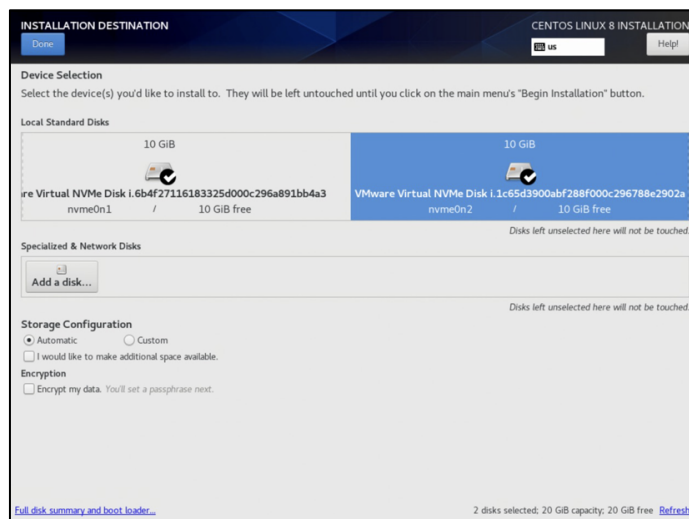 INSTALLATION DESTINATION
CENTOS LINUX 8 INSTALLATION
Done
us
Help!
Device Selection
Select the device(s) you'd like to install to. They will be left untouched until you click on the main menu's "Begin Installation" button.
Local Standard Disks
10 GiB
10 GiB
re Virtual NVMe Disk i.6b4f27116183325d000c296a891bb4a3
VMware Virtual NVMe Disk i.1c65d3900abf288f000c296788e2902a
nvme0n1 / 10 GiB free
nvme0n2 / 10 GiB free
Disks left unselected here will not be touched.
Specialized & Network Disks
Add a disk...
Disks left unselected here will not be touched.
Storage Configuration
Automatic
Custom
I would like to make additional space available.
Encryption
Encrypt my data. You'll set a passphrase next.
Full disk summary and boot loader...
2 disks selected; 20 GiB capacity; 20 GiB free Refresh